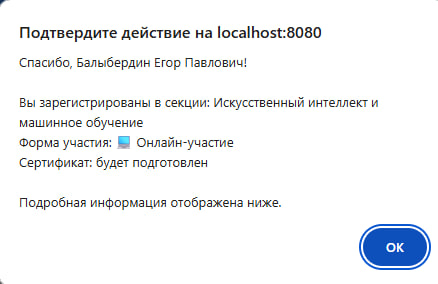 Подтвердите действие на localhost:8080
Спасибо, Балыбердин Егор Павлович!
Вы зарегистрированы в секции: Искусственный интеллект и
машинное обучение
Форма участия: 💻 Онлайн-участие
Сертификат: будет подготовлен
Подробная информация отображена ниже.
ОК